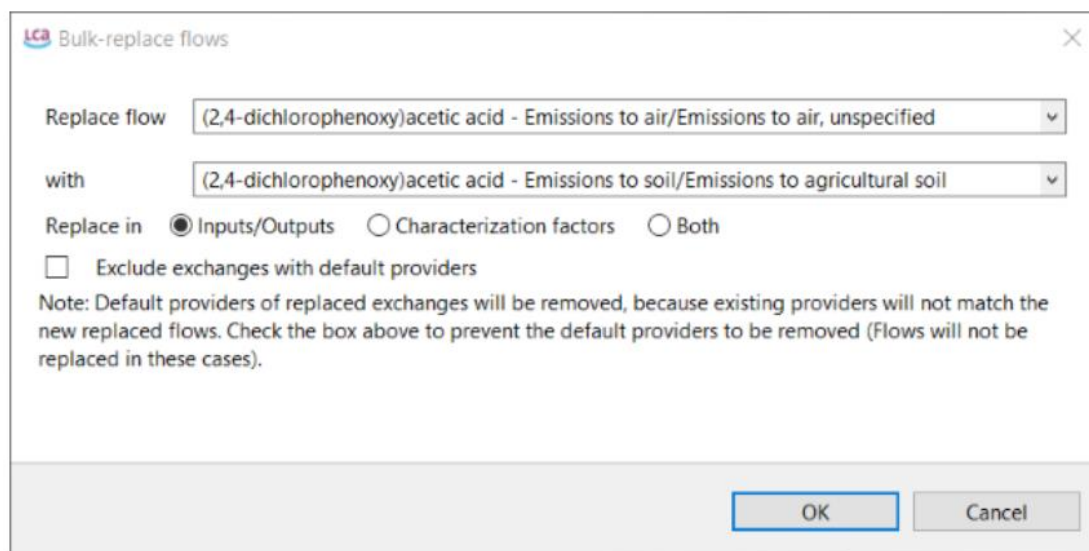 LCA Bulk-replace flows
Replace flow (2,4-dichlorophenoxy)acetic acid - Emissions to air/Emissions to air, unspecified
with (2,4-dichlorophenoxy)acetic acid - Emissions to soil/Emissions to agricultural soil
Replace in Inputs/Outputs Characterization factors Both
Exclude exchanges with default providers
Note: Default providers of replaced exchanges will be removed, because existing providers will not match the
new replaced flows. Check the box above to prevent the default providers to be removed (Flows will not be
replaced in these cases).
OK Cancel